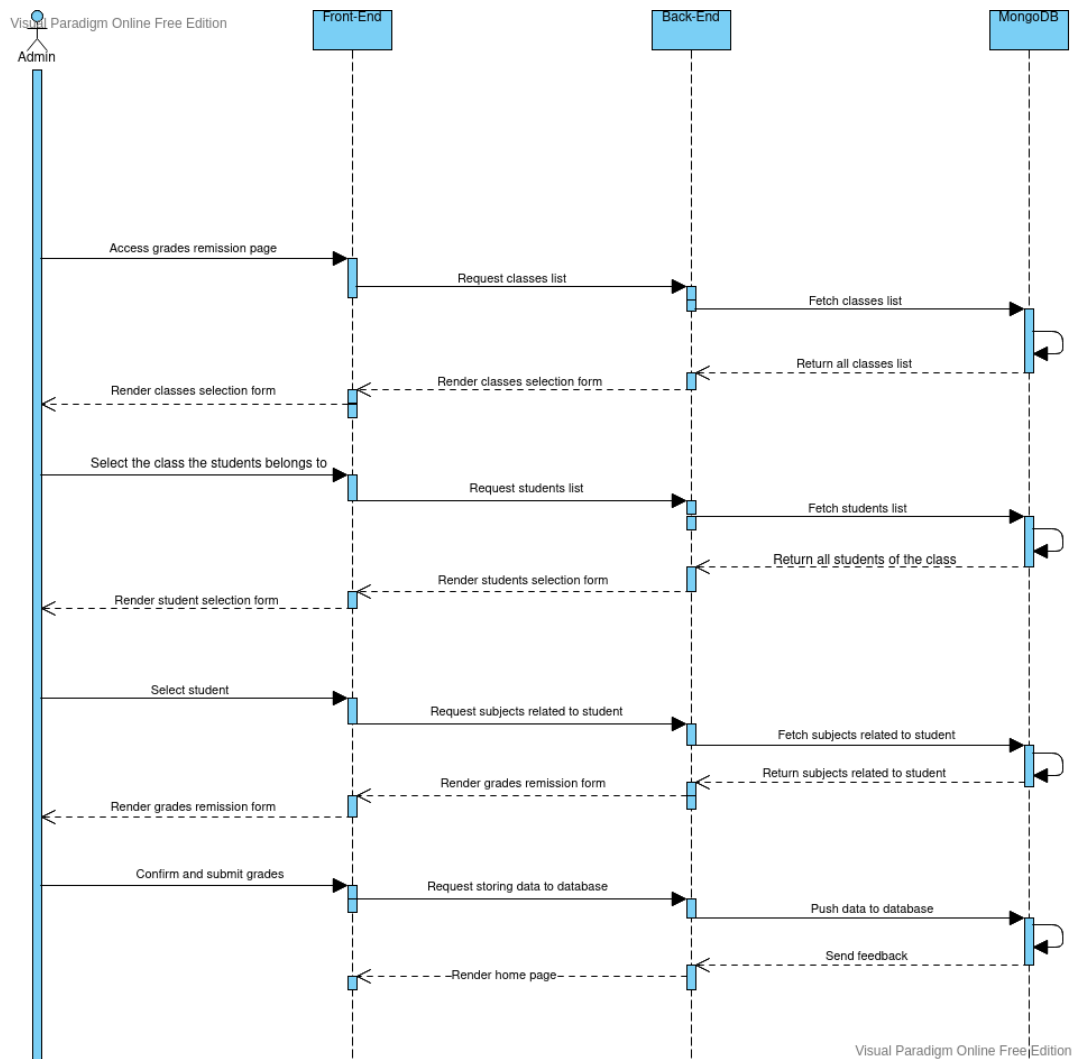 Visual Paradigm Online Free Edition
Front-End
Back-End
MongoDB
Admin
Access grades remission page
Request classes list
Fetch classes list
Return all classes list
Render classes selection form
Render classes selection form
Select the class the students belongs to
Request students list
Fetch students list
Return all students of the class
Render students selection form
Render student selection form
Select student
Request subjects related to student
Fetch subjects related to student
Return subjects related to student
Render grades remission form
Render grades remission form
Confirm and submit grades
Request storing data to database
Push data to database
Send feedback
Render home page
Visual Paradigm Online Free Edition